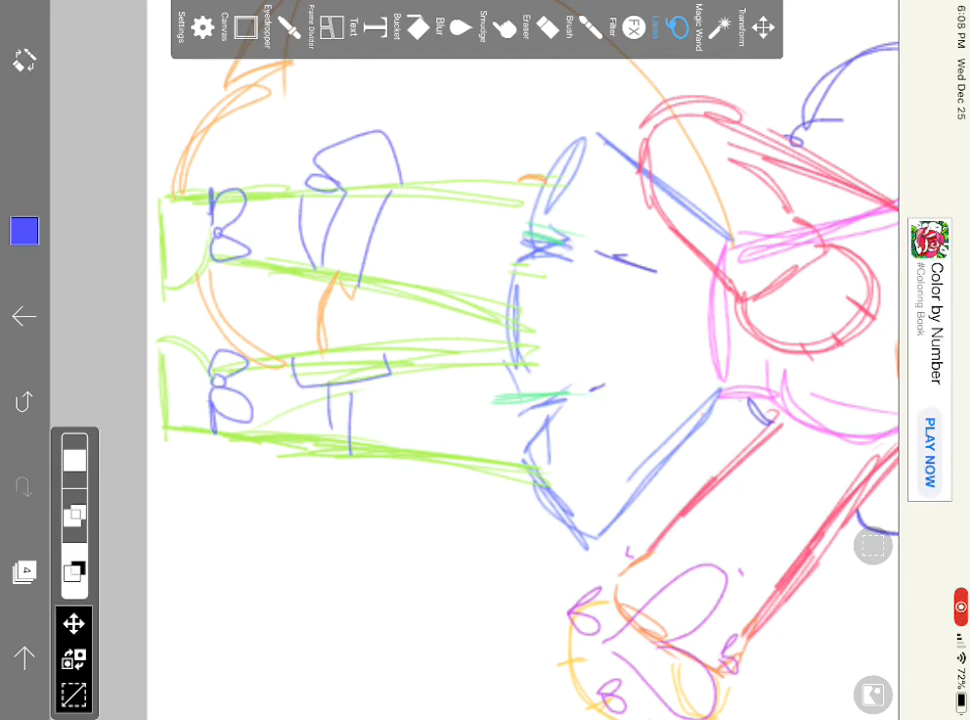 6:08 PM Wed Dec 25
72%
Color by Number
#Coloring Book
PLAY NOW
Transform
Magic Wand
Lasso
FX
Filter
Brush
Eraser
Smudge
Blur
Bucket
Text
Frame Divider
Eyedropper
Canvas
Settings
4